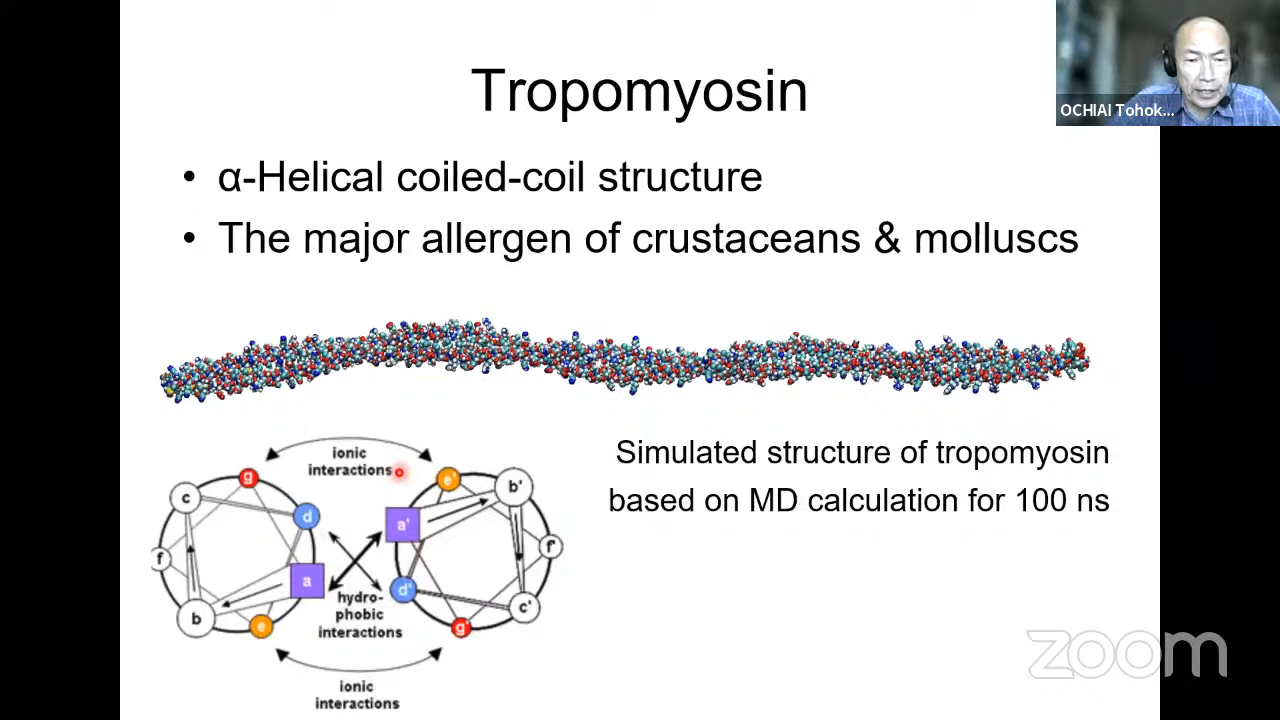 Tropomyosin
OCHIAI Tohok...
• α-Helical coiled-coil structure
• The major allergen of crustaceans & molluscs
Simulated structure of tropomyosin
based on MD calculation for 100 ns
ionic
interactions
g
c
d
f
a
b
e
e'
b'
a'
f'
d'
c'
g'
hydro-
phobic
interactions
ionic
interactions
zoom